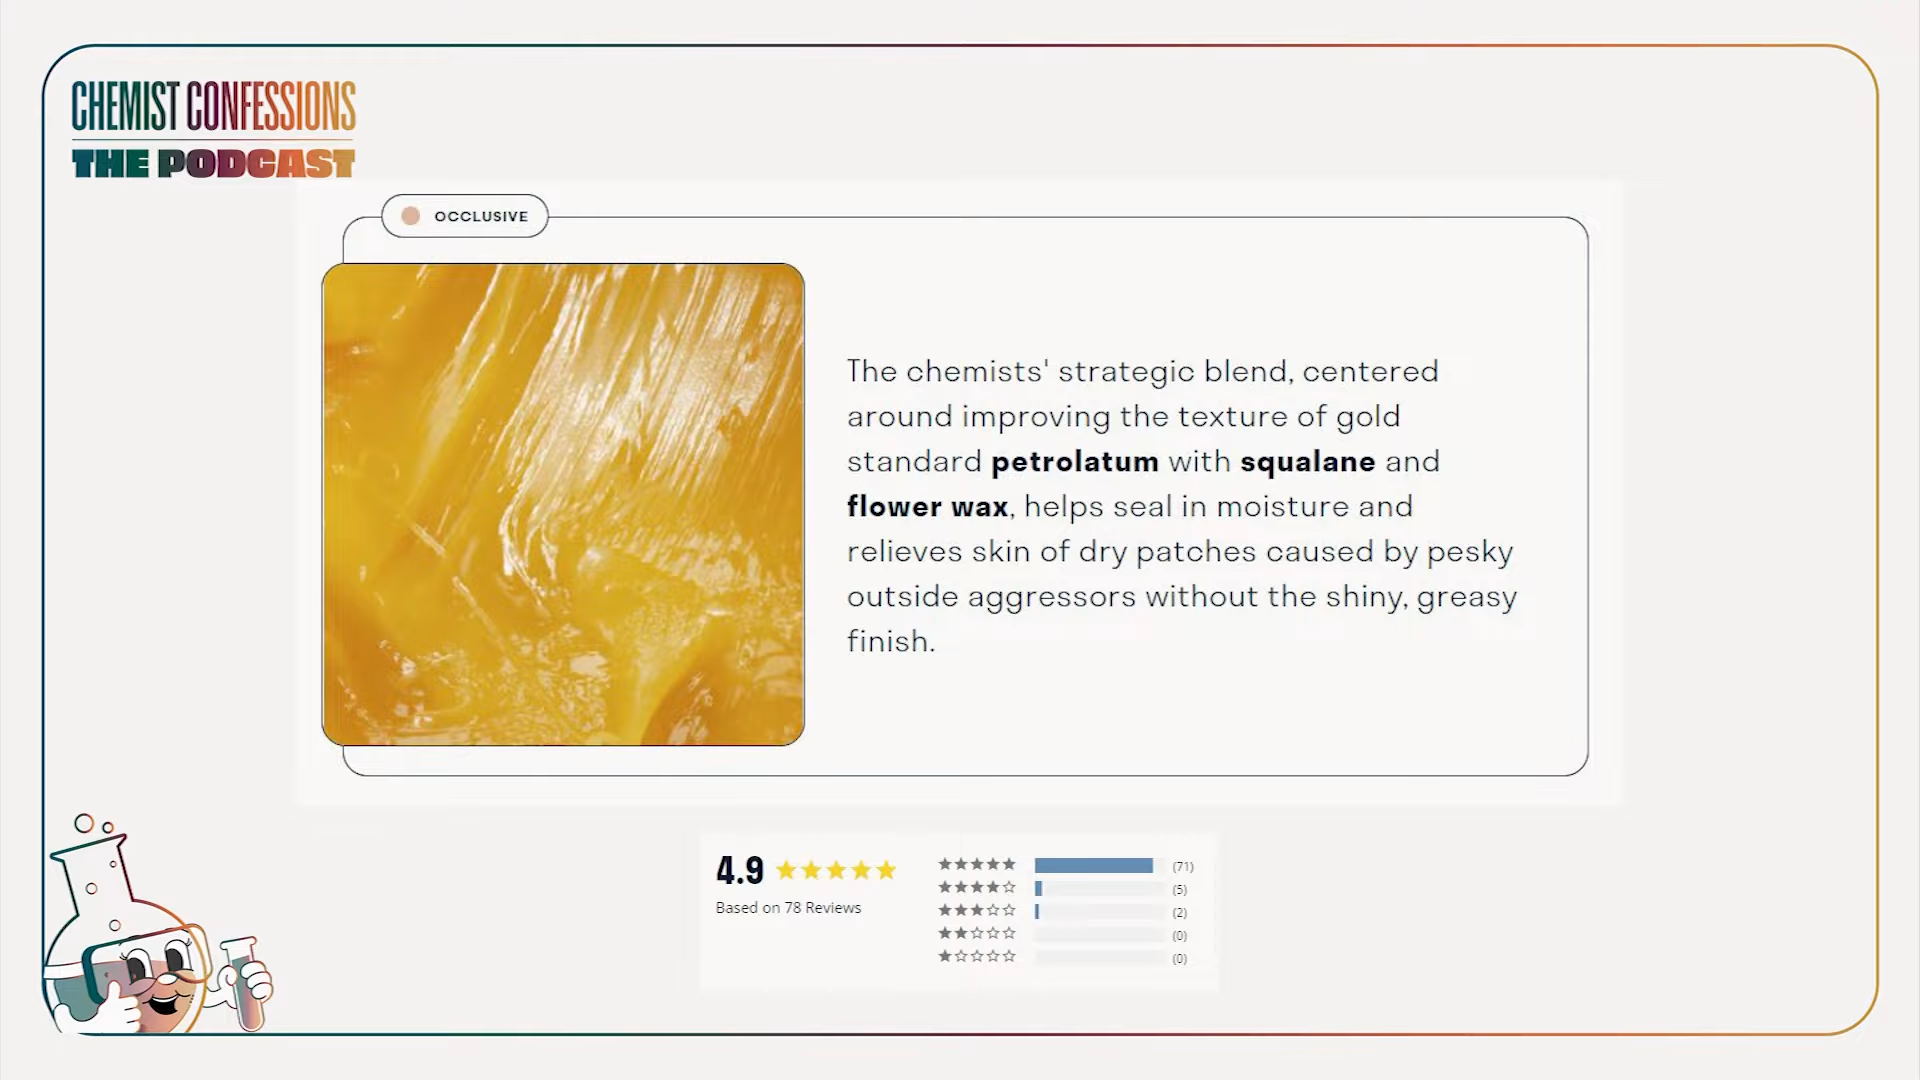 CHEMIST CONFESSIONS
THE PODCAST
OCCLUSIVE
The chemists' strategic blend, centered
around improving the texture of gold
standard petrolatum with squalane and
flower wax, helps seal in moisture and
relieves skin of dry patches caused by pesky
outside aggressors without the shiny, greasy
finish.
4.9
Based on 78 Reviews
(71)
(5)
(2)
(0)
(0)